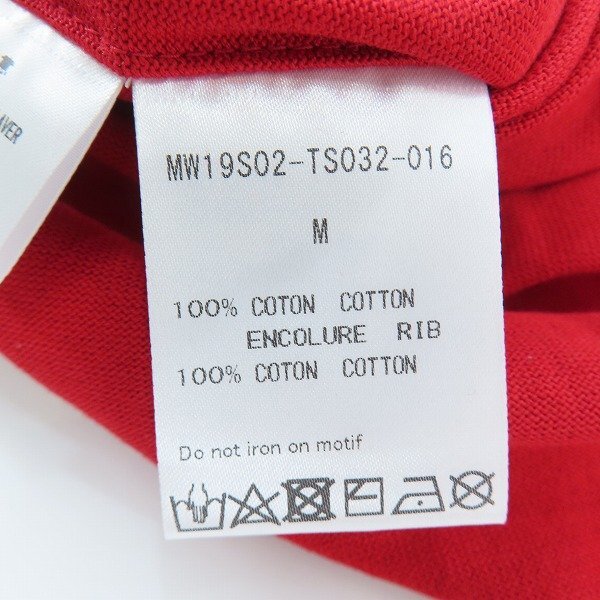 MW19S02-TS032-016
M
100% COTON COTTON
ENCOLURE RIB
100% COTON COTTON
Do not iron on motif